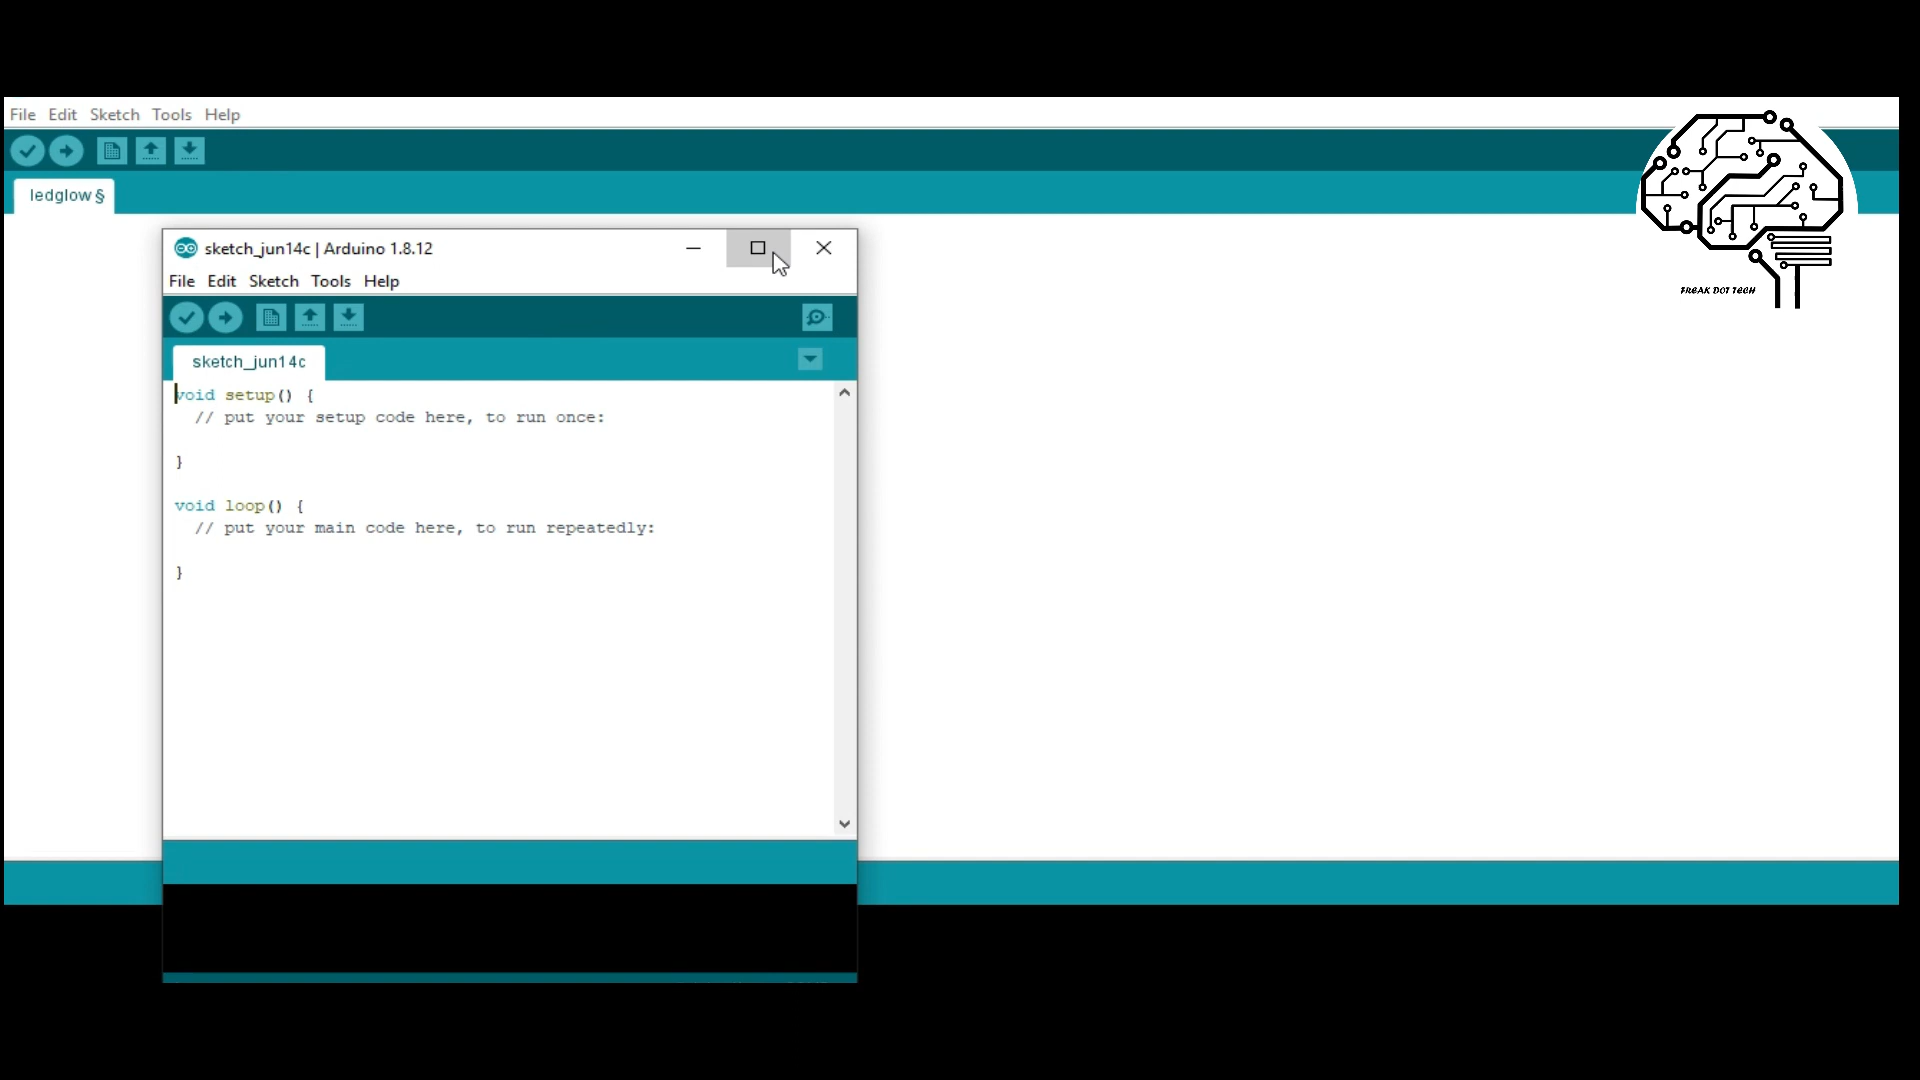 File Edit Sketch Tools Help
ledglow §
FREAK DOT TECH
sketch_jun14c | Arduino 1.8.12
File Edit Sketch Tools Help
sketch_jun14c
void setup() {
// put your setup code here, to run once:
}
void loop() {
// put your main code here, to run repeatedly:
}